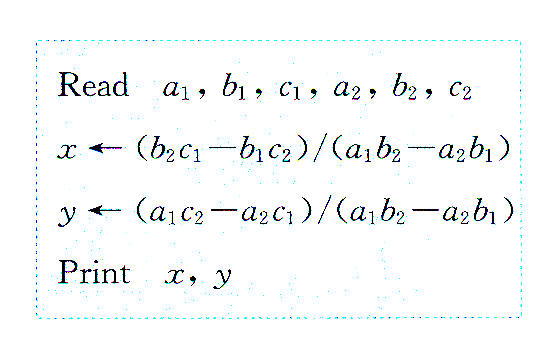 Read a₁, b₁, c₁, a₂, b₂, c₂
x ← (b₂c₁－b₁c₂)/(a₁b₂－a₂b₁)
y ← (a₁c₂－a₂c₁)/(a₁b₂－a₂b₁)
Print x, y